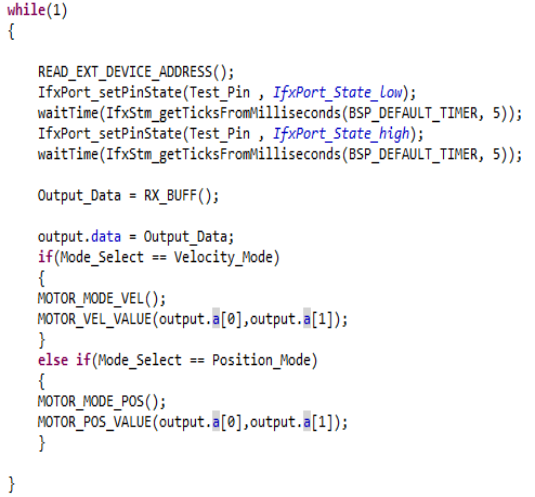 while(1)
{
READ_EXT_DEVICE_ADDRESS();
IfxPort_setPinState(Test_Pin , IfxPort_State_low);
waitTime(IfxStm_getTicksFromMilliseconds(BSP_DEFAULT_TIMER, 5));
IfxPort_setPinState(Test_Pin , IfxPort_State_high);
waitTime(IfxStm_getTicksFromMilliseconds(BSP_DEFAULT_TIMER, 5));
Output_Data = RX_BUFF();
output.data = Output_Data;
if(Mode_Select == Velocity_Mode)
{
MOTOR_MODE_VEL();
MOTOR_VEL_VALUE(output.a[0],output.a[1]);
}
else if(Mode_Select == Position_Mode)
{
MOTOR_MODE_POS();
MOTOR_POS_VALUE(output.a[0],output.a[1]);
}
}